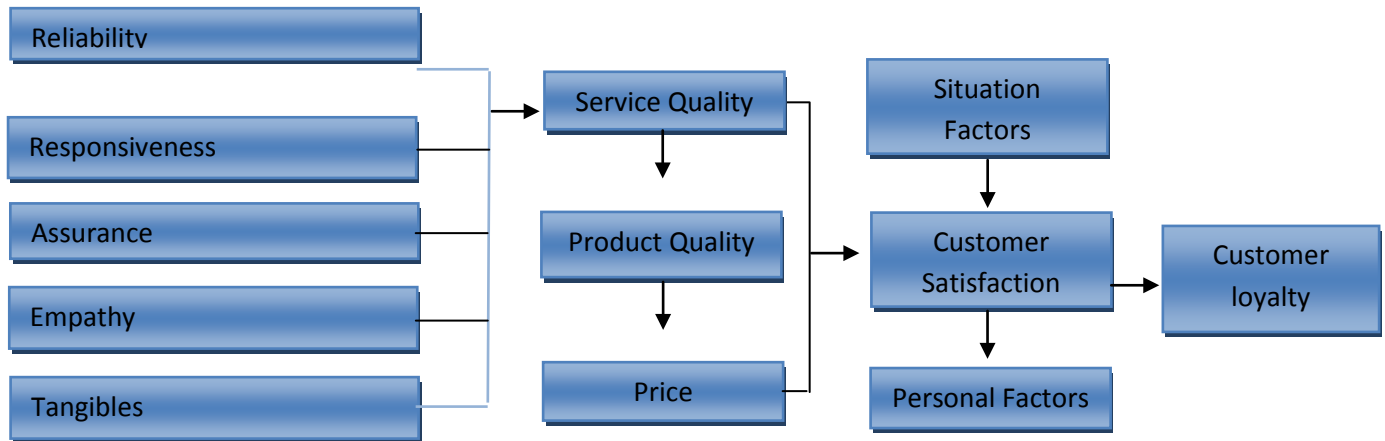 Reliability
Responsiveness
Assurance
Empathy
Tangibles
Service Quality
Product Quality
Price
Situation
Factors
Customer
Satisfaction
Personal Factors
Customer
loyalty